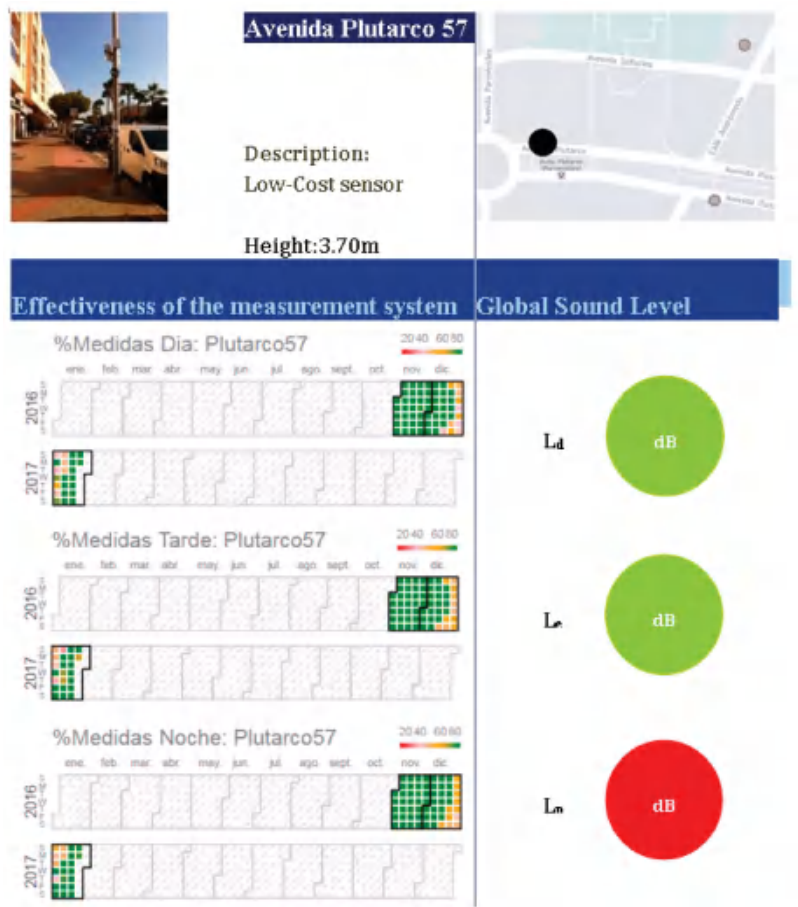 Avenida Plutarco 57
Description:
Low-Cost sensor
Height:3.70m
Effectiveness of the measurement system
Global Sound Level
%Medidas Dia: Plutarco57
20 40 60 80
ene. feb. mar. abr. may. jun. jul. ago. sept. oct. nov. dic.
2016
2017
Ld
dB
%Medidas Tarde: Plutarco57
20 40 60 80
ene. feb. mar. abr. may. jun. jul. ago. sept. oct. nov. dic.
2016
2017
Le
dB
%Medidas Noche: Plutarco57
20 40 60 80
ene. feb. mar. abr. may. jun. jul. ago. sept. oct. nov. dic.
2016
2017
Ln
dB